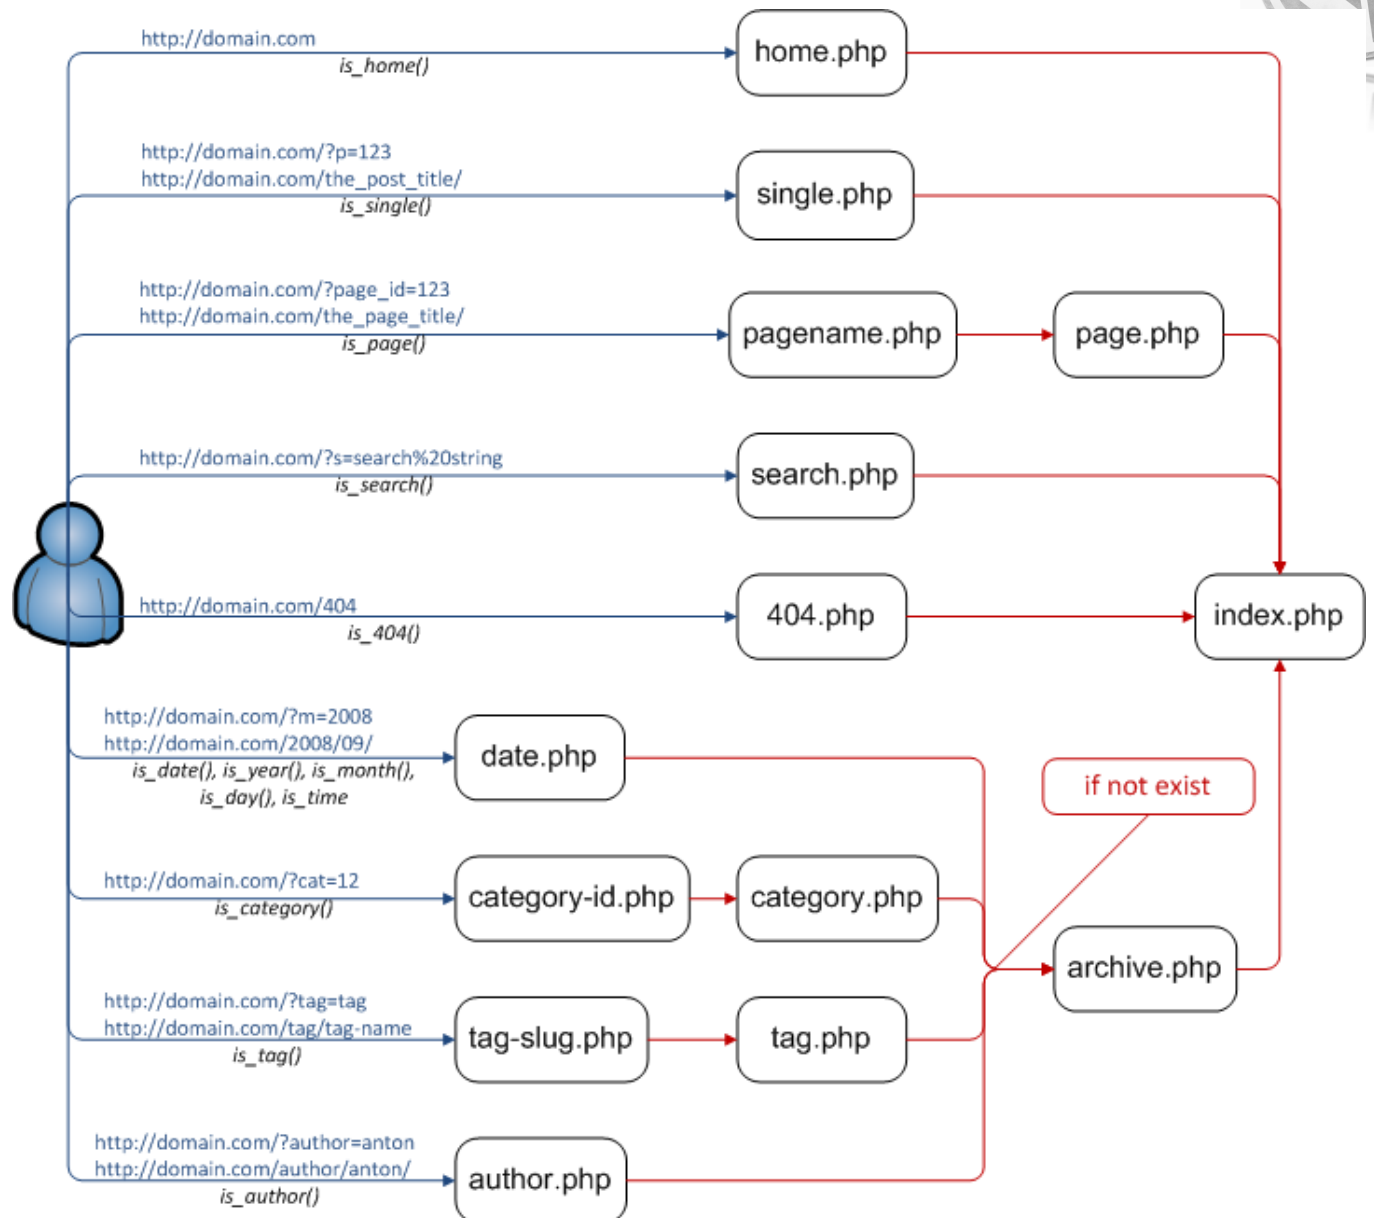 http://domain.com
is_home()
home.php
http://domain.com/?p=123
http://domain.com/the_post_title/
is_single()
single.php
http://domain.com/?page_id=123
http://domain.com/the_page_title/
is_page()
pagename.php
page.php
http://domain.com/?s=search%20string
is_search()
search.php
http://domain.com/404
is_404()
404.php
index.php
http://domain.com/?m=2008
http://domain.com/2008/09/
is_date(), is_year(), is_month(),
is_day(), is_time
date.php
if not exist
http://domain.com/?cat=12
is_category()
category-id.php
category.php
archive.php
http://domain.com/?tag=tag
http://domain.com/tag/tag-name
is_tag()
tag-slug.php
tag.php
http://domain.com/?author=anton
http://domain.com/author/anton/
is_author()
author.php